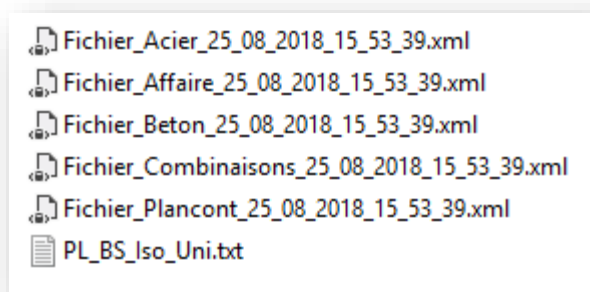 Fichier_Acier_25_08_2018_15_53_39.xml
Fichier_Affaire_25_08_2018_15_53_39.xml
Fichier_Beton_25_08_2018_15_53_39.xml
Fichier_Combinaisons_25_08_2018_15_53_39.xml
Fichier_Plancont_25_08_2018_15_53_39.xml
PL_BS_Iso_Uni.txt